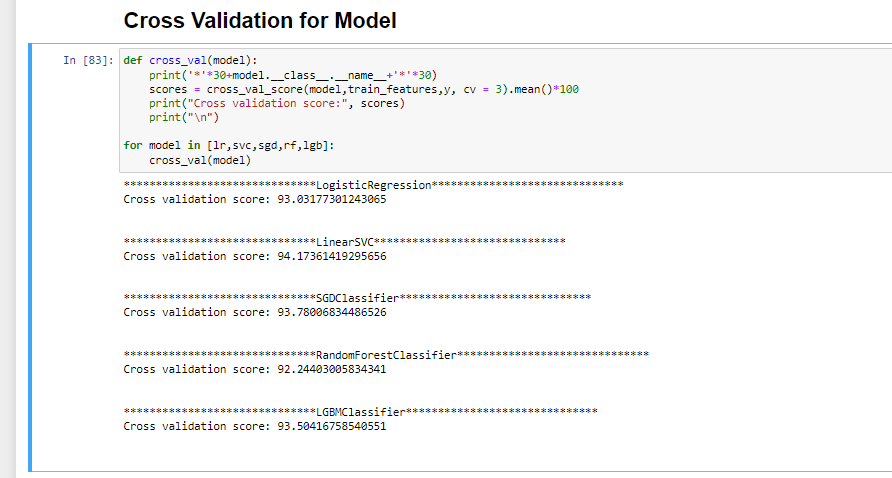 Cross Validation for Model
In [83]: def cross_val(model):
    print('*'*30+model.__class__.__name__+'*'*30)
    scores = cross_val_score(model,train_features,y, cv = 3).mean()*100
    print("Cross validation score:", scores)
    print("\n")
for model in [lr,svc,sgd,rf,lgb]:
    cross_val(model)
******************************LogisticRegression******************************
Cross validation score: 93.03177301243065
******************************LinearSVC******************************
Cross validation score: 94.17361419295656
******************************SGDClassifier******************************
Cross validation score: 93.78006834486526
******************************RandomForestClassifier******************************
Cross validation score: 92.24403005834341
******************************LGBMClassifier******************************
Cross validation score: 93.50416758540551